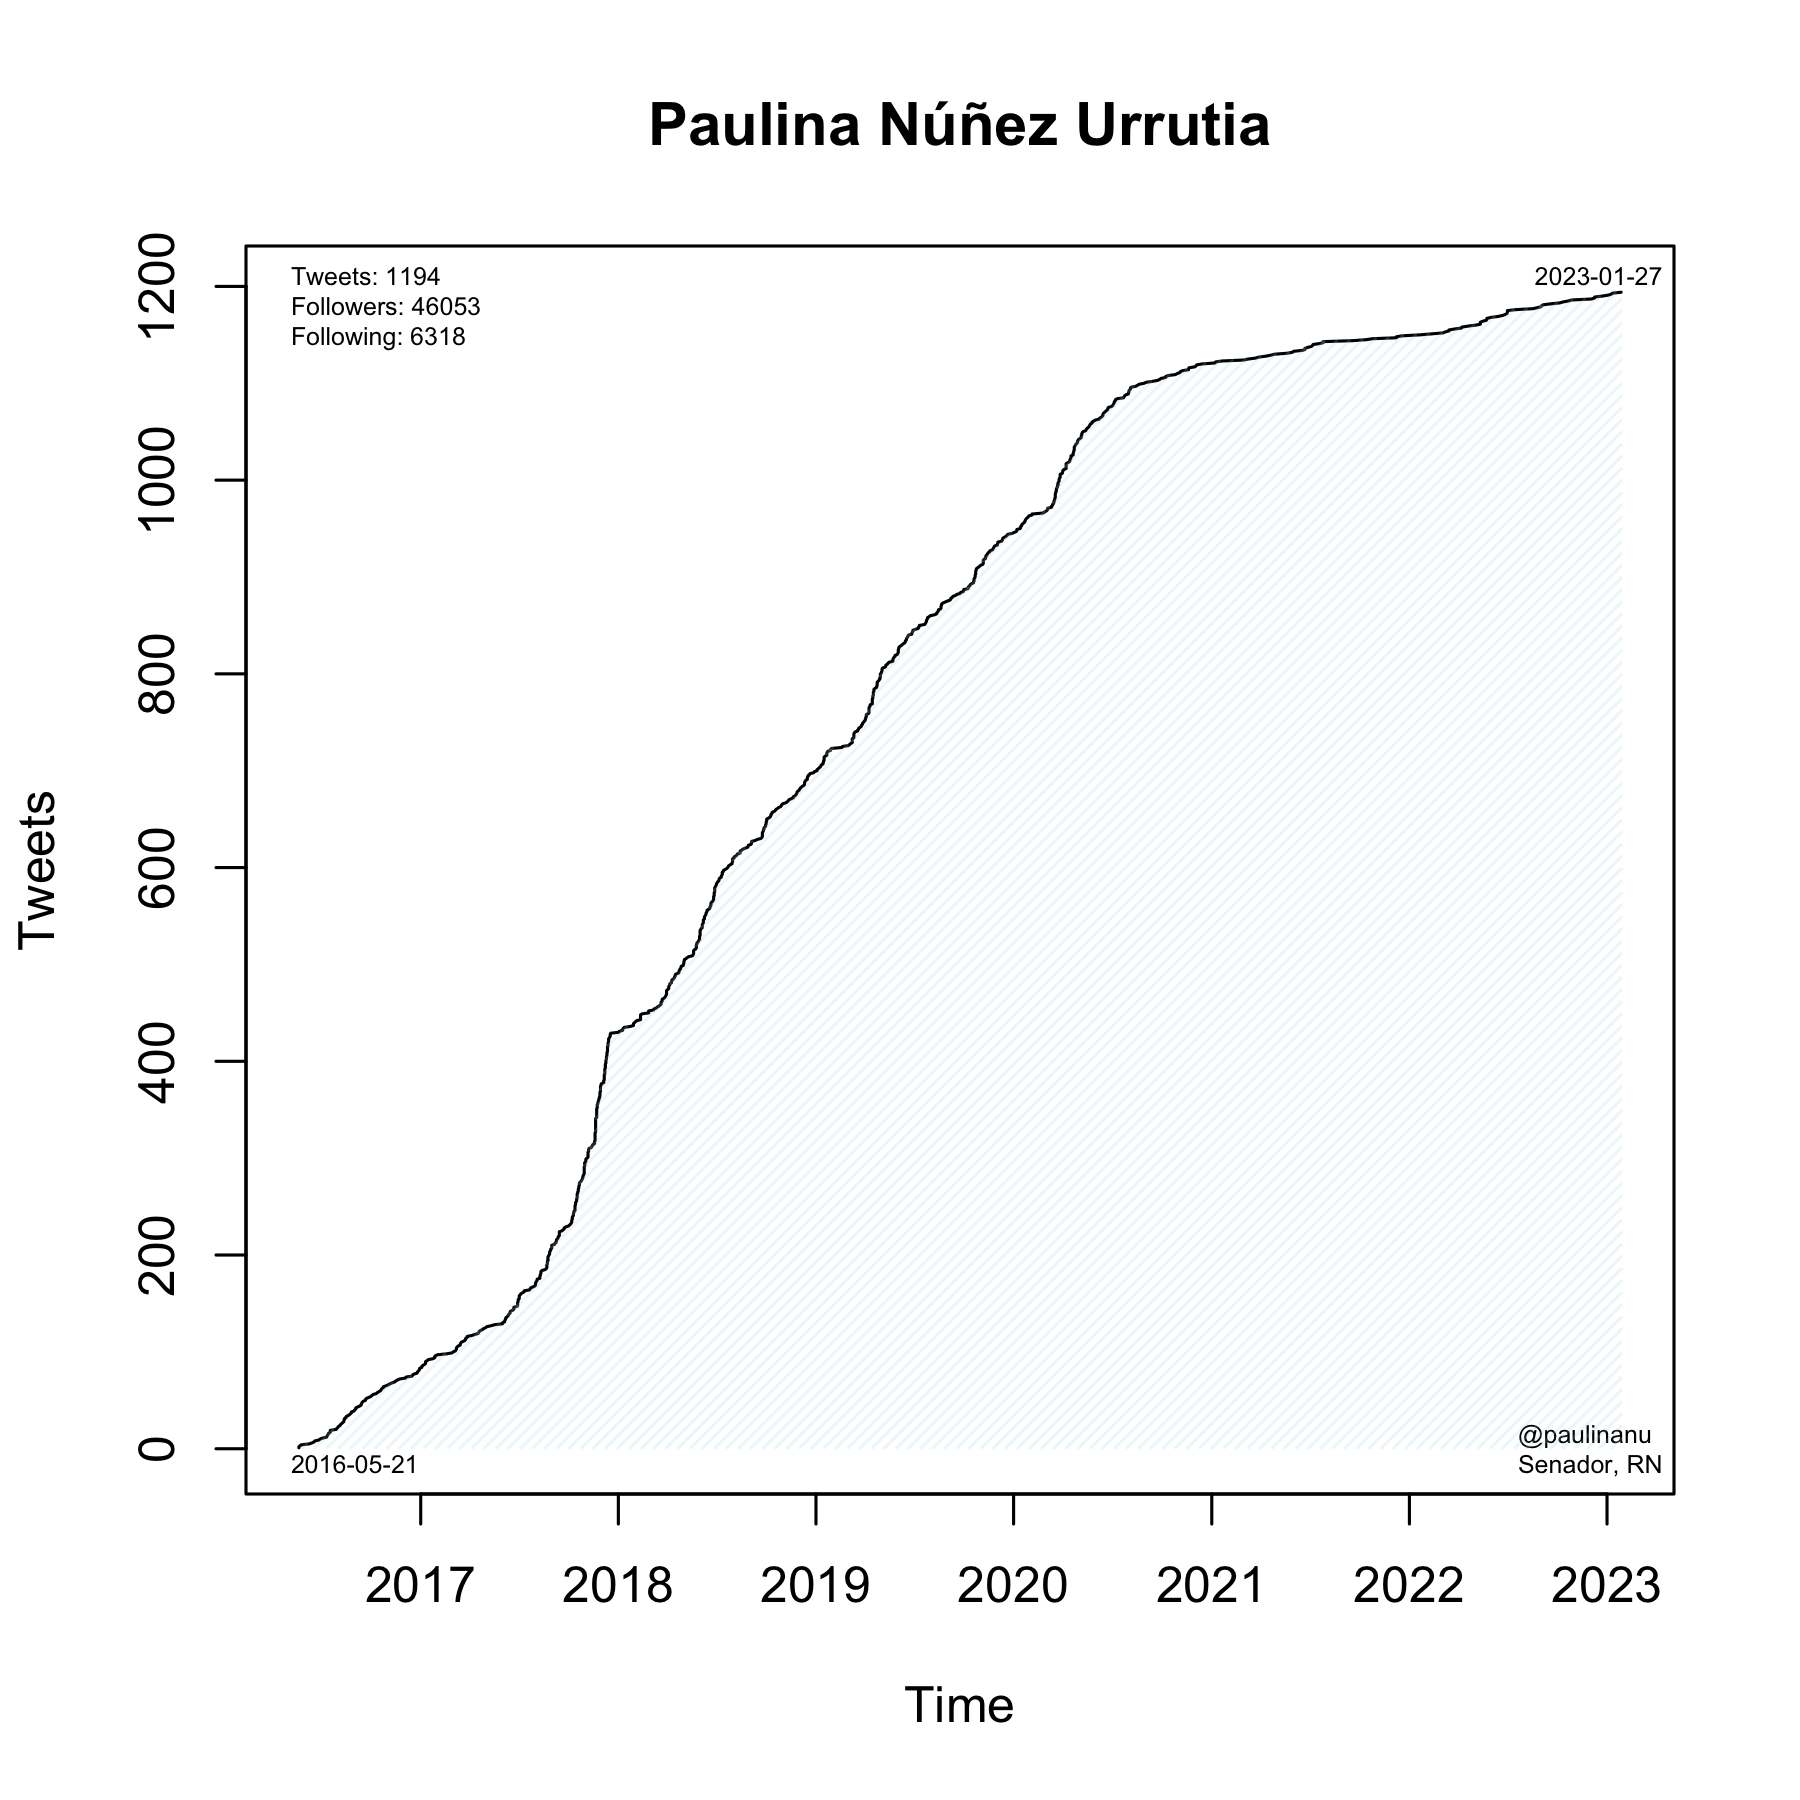 Paulina Núñez Urrutia
Tweets: 1194
Followers: 46053
Following: 6318
2023-01-27
1200
1000
800
600
400
200
0
Tweets
@paulinanu
Senador, RN
2016-05-21
2017 2018 2019 2020 2021 2022 2023
Time